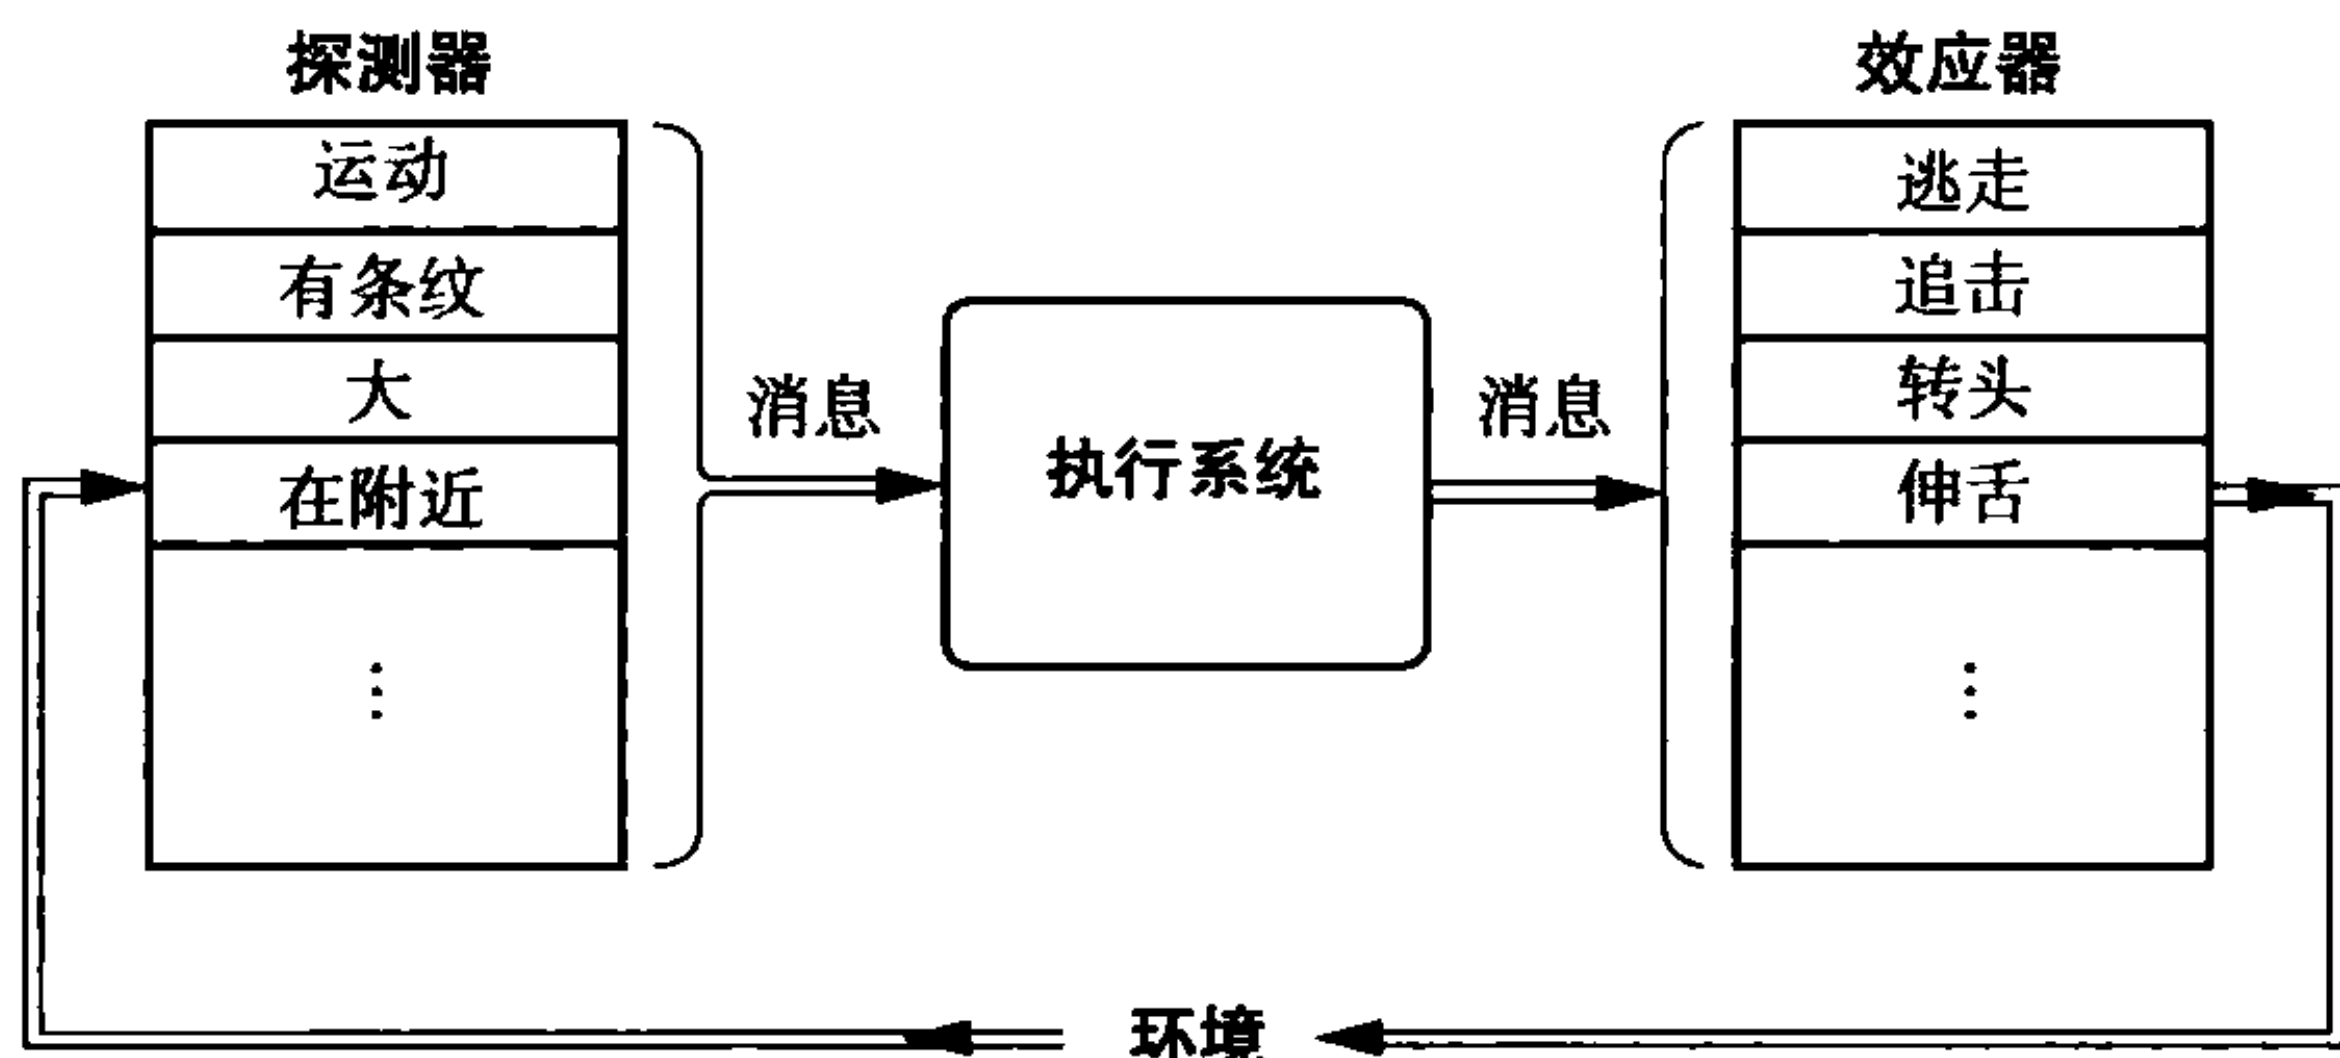 探测器
运动
有条纹
大
在附近
消息
执行系统
消息
效应器
逃走
追击
转头
伸舌
环境